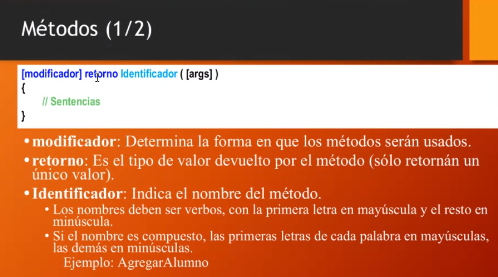 Métodos (1/2)
[modificador] retorno Identificador ( [args] )
{
// Sentencias
}
• modificador: Determina la forma en que los métodos serán usados.
• retorno: Es el tipo de valor devuelto por el método (sólo retornán un
único valor).
• Identificador: Indica el nombre del método.
• Los nombres deben ser verbos, con la primera letra en mayúscula y el resto en
minúscula.
• Si el nombre es compuesto, las primeras letras de cada palabra en mayúsculas,
las demás en minúsculas.
Ejemplo: AgregarAlumno